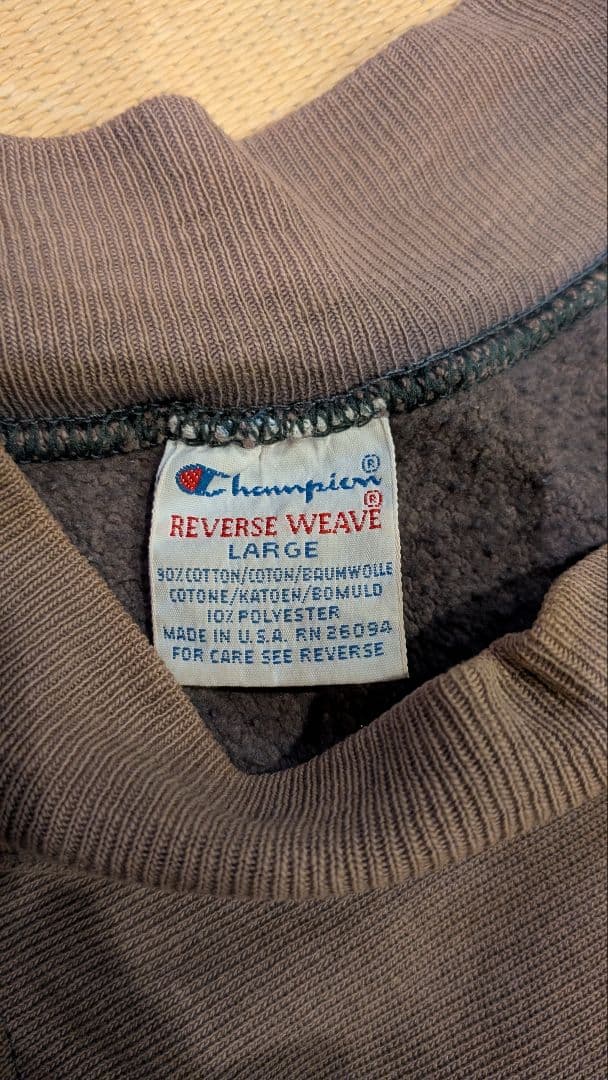 Champion®
REVERSE WEAVE®
LARGE
90%COTTON/COTON/BAUMWOLLE
COTONE/KATOEN/BOMULD
10% POLYESTER
MADE IN U.S.A. RN 26094
FOR CARE SEE REVERSE